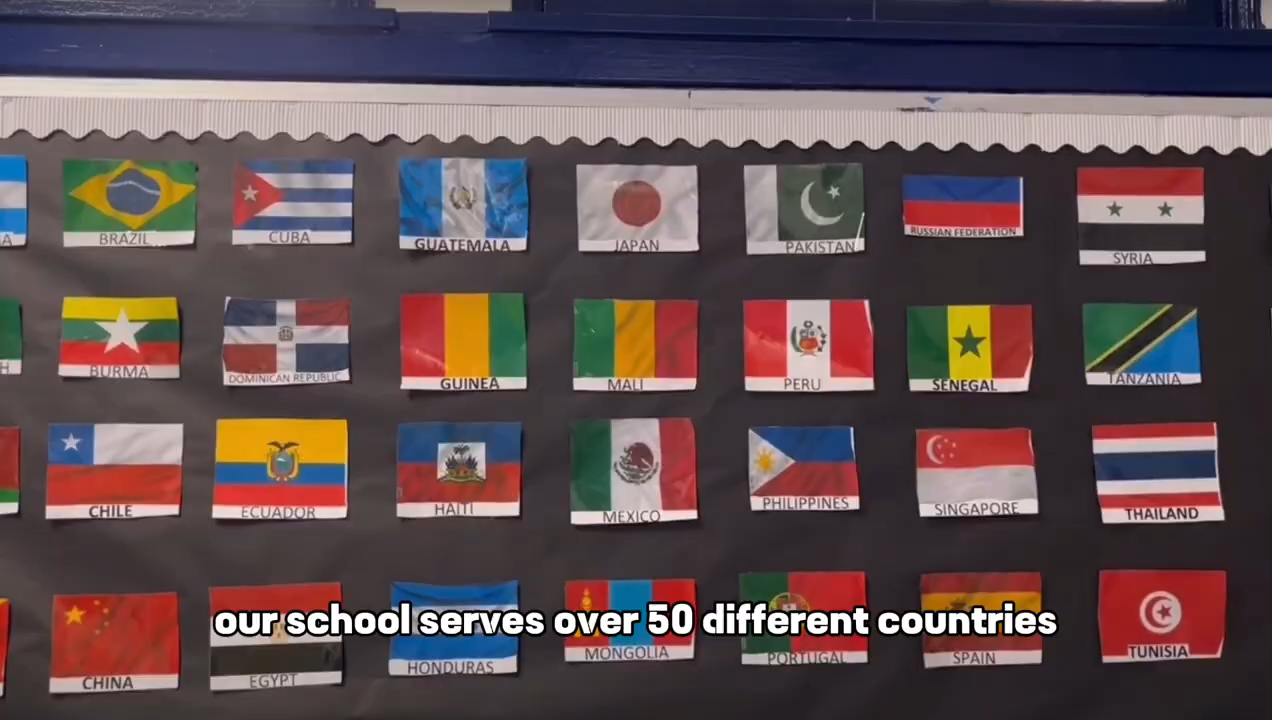 BRAZIL
CUBA
GUATEMALA
JAPAN
PAKISTAN
RUSSIAN FEDERATION
SYRIA
BURMA
DOMINICAN REPUBLIC
GUINEA
MALI
PERU
SENEGAL
TANZANIA
CHILE
ECUADOR
HAITI
MEXICO
PHILIPPINES
SINGAPORE
THAILAND
our school serves over 50 different countries
CHINA
EGYPT
HONDURAS
MONGOLIA
PORTUGAL
SPAIN
TUNISIA